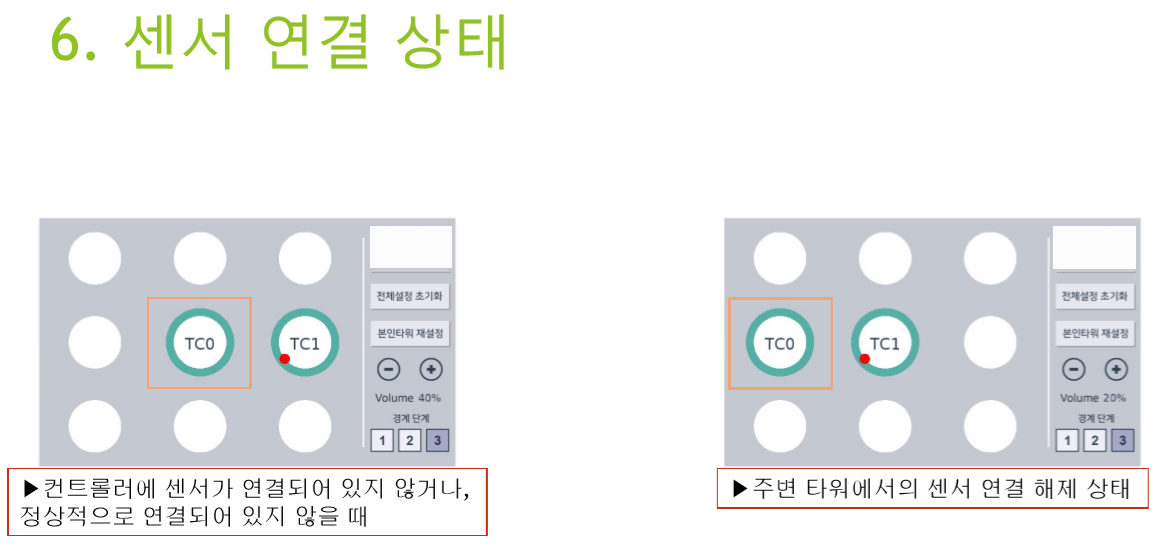 6. 센서 연결 상태
TC0
TC1
전체설정 초기화
본인타워 재설정
Volume 40%
경계 단계
1 2 3
▶컨트롤러에 센서가 연결되어 있지 않거나,
정상적으로 연결되어 있지 않을 때
TC0
TC1
전체설정 초기화
본인타워 재설정
Volume 20%
경계 단계
1 2 3
▶주변 타워에서의 센서 연결 해제 상태